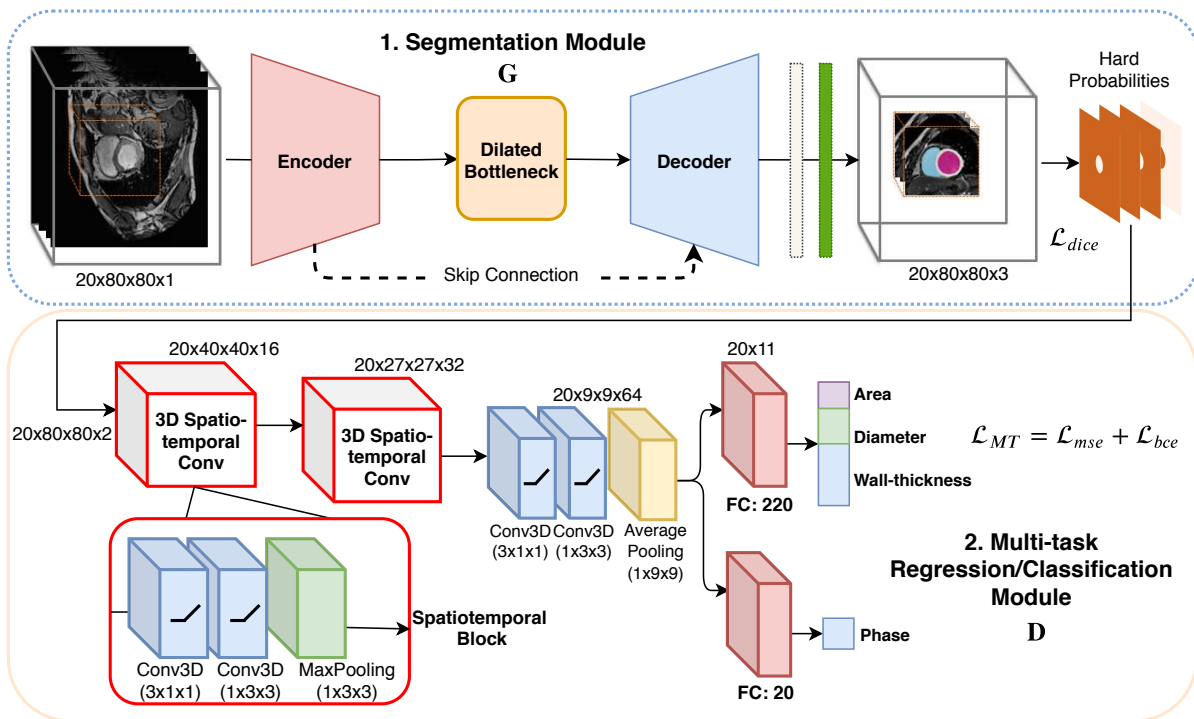 1. Segmentation Module
G
Hard
Probabilities
Encoder
Dilated
Bottleneck
Decoder
Skip Connection
ℒdice
20x80x80x1
20x80x80x3
20x40x40x16
20x27x27x32
20x9x9x64
20x11
20x80x80x2
3D Spatio-
temporal
Conv
3D Spatio-
temporal
Conv
Conv3D
(3x1x1)
Conv3D
(1x3x3)
Average
Pooling
(1x9x9)
FC: 220
Area
Diameter
Wall-thickness
ℒMT = ℒmse + ℒbce
2. Multi-task
Regression/Classification
Module
D
Conv3D
(3x1x1)
Conv3D
(1x3x3)
MaxPooling
(1x3x3)
Spatiotemporal
Block
FC: 20
Phase